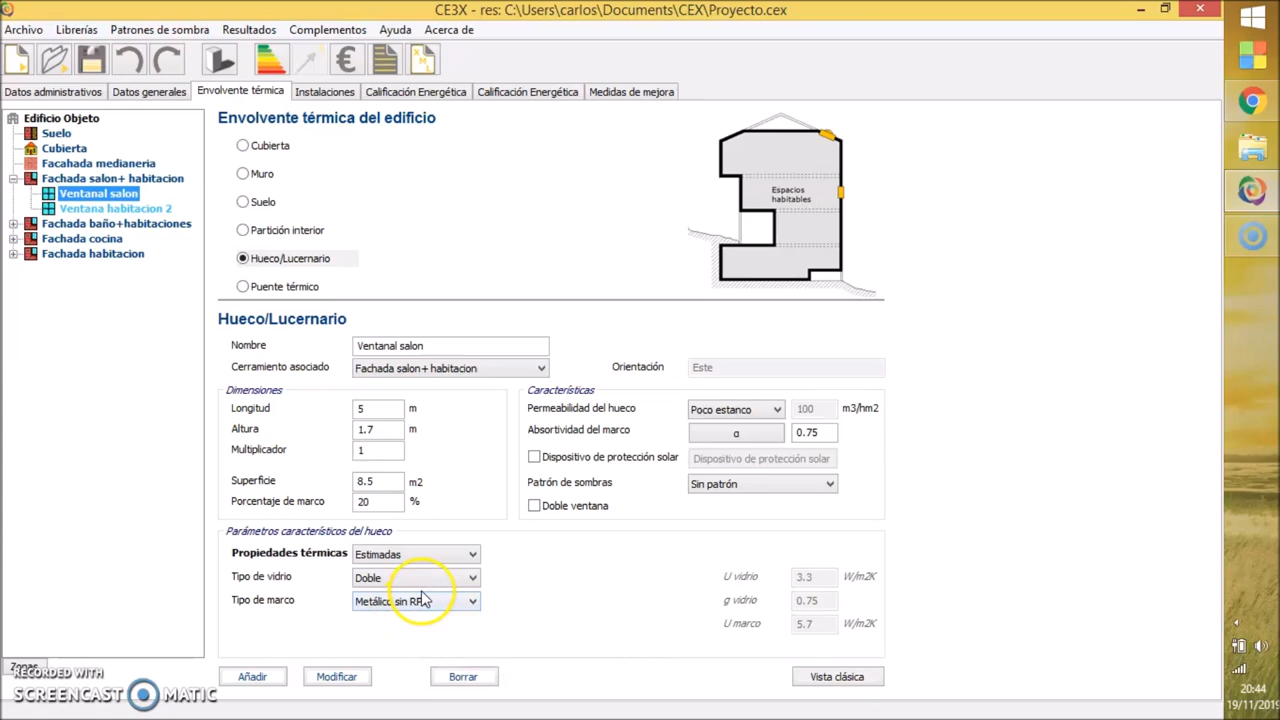 CE3X - res: C:\Users\carlos\Documents\CEX\Proyecto.cex
Archivo Librerías Patrones de sombra Resultados Complementos Ayuda Acerca de
Datos administrativos Datos generales Envolvente térmica Instalaciones Calificación Energética Calificación Energética Medidas de mejora
Edificio Objeto
Suelo
Cubierta
Facahada medianeria
Fachada salon+ habitacion
Ventanal salon
Ventana habitacion 2
Fachada baño+habitaciones
Fachada cocina
Fachada habitacion
Envolvente térmica del edificio
Cubierta
Muro
Suelo
Partición interior
Hueco/Lucernario
Puente térmico
Espacios
habitables
Hueco/Lucernario
Nombre Ventanal salon
Cerramiento asociado Fachada salon+ habitacion Orientación Este
Dimensiones
Longitud 5 m
Altura 1.7 m
Multiplicador 1
Superficie 8.5 m2
Porcentaje de marco 20 %
Características
Permeabilidad del hueco Poco estanco 100 m3/hm2
Absortividad del marco α 0.75
Dispositivo de protección solar Dispositivo de protección solar
Patrón de sombras Sin patrón
Doble ventana
Parámetros característicos del hueco
Propiedades térmicas Estimadas
Tipo de vidrio Doble U vidrio 3.3 W/m2K
Tipo de marco Metálico sin g vidrio 0.75
U marco 5.7 W/m2K
Añadir Modificar Borrar Vista clásica
Zonas
RECORDED WITH
SCREENCAST MATIC
20:44
19/11/2019